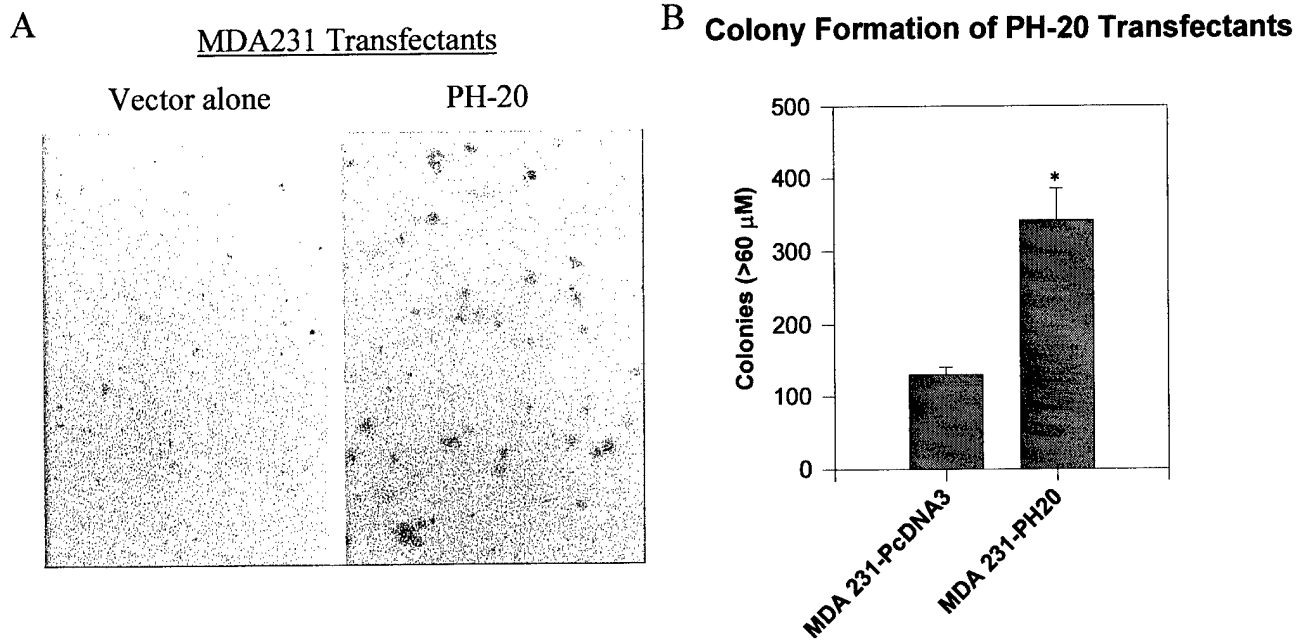 A
MDA231 Transfectants
Vector alone
PH-20
B
Colony Formation of PH-20 Transfectants
500
400
300
200
100
0
Colonies (>60 μM)
*
MDA 231-PcDNA3
MDA 231-PH20